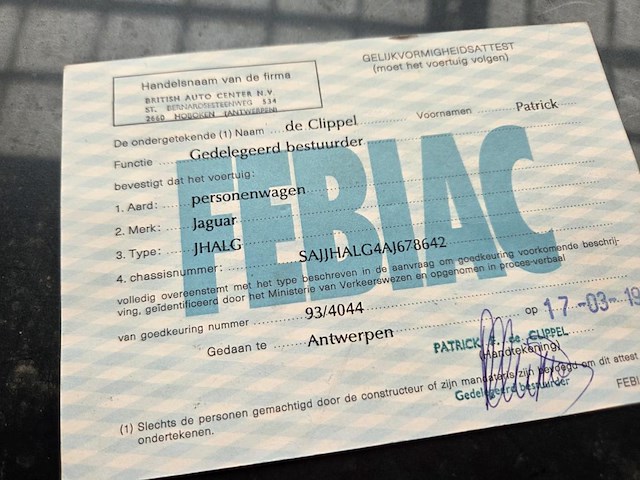 GELIJKVORMIGHEIDSATTEST
(moet het voertuig volgen)
Handelsnaam van de firma
BRITISH AUTO CENTER N.V.
ST. BERNARDSESTEENWEG 534
2660 HOBOKEN (ANTWERPEN)
De ondergetekende (1) Naam de Clippel Voornamen Patrick
Functie Gedelegeerd bestuurder
bevestigt dat het voertuig:
1. Aard: personenwagen
2. Merk: Jaguar
3. Type: JHALG
4. chassisnummer: SAJJHALG4AJ678642
FEBIAC
volledig overeenstemt met het type beschreven in de aanvraag om goedkeuring voorkomende beschrij-
ving, geïdentificeerd door het Ministerie van Verkeerswezen en opgenomen in proces-verbaal
van goedkeuring nummer 93/4044
Gedaan te Antwerpen op 17-03-19
PATRICK F. de CLIPPEL
(Handtekening)
Gedelegeerd bestuurder
(1) Slechts de personen gemachtigd door de constructeur of zijn mandataris zijn bevoegd om dit attest
ondertekenen.
FEBI